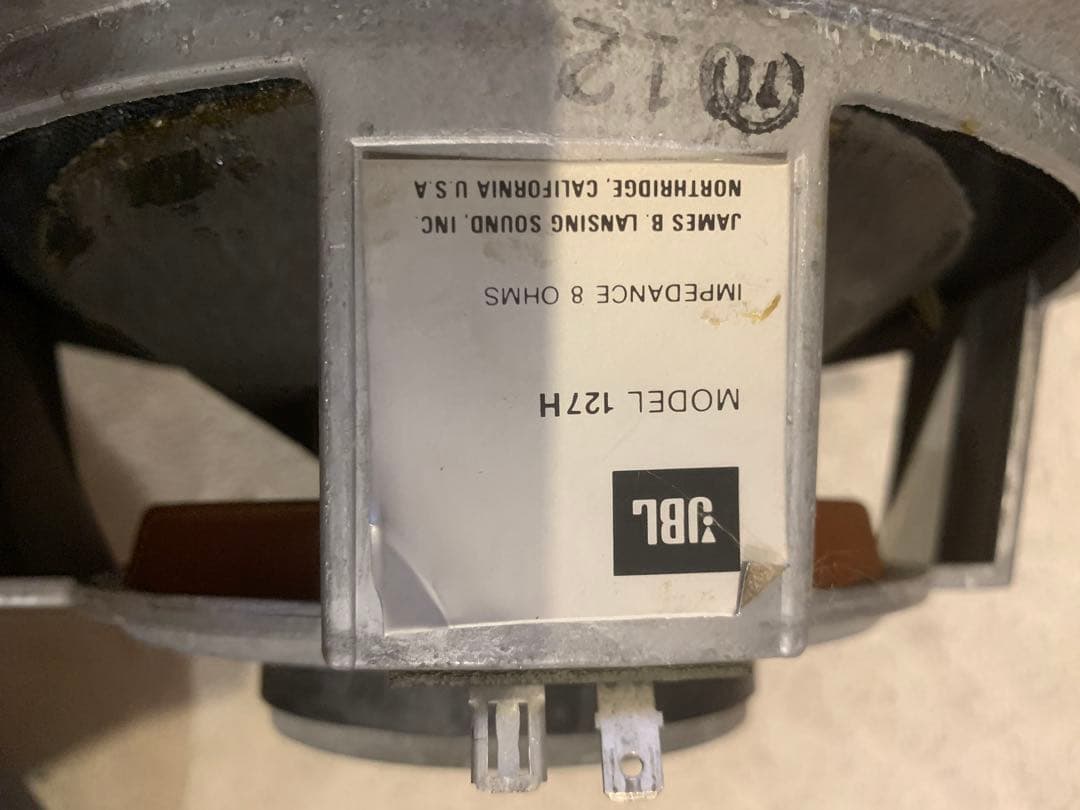 JBL
MODEL 127H
IMPEDANCE 8 OHMS
JAMES B. LANSING SOUND, INC.
NORTHRIDGE, CALIFORNIA U.S.A
12